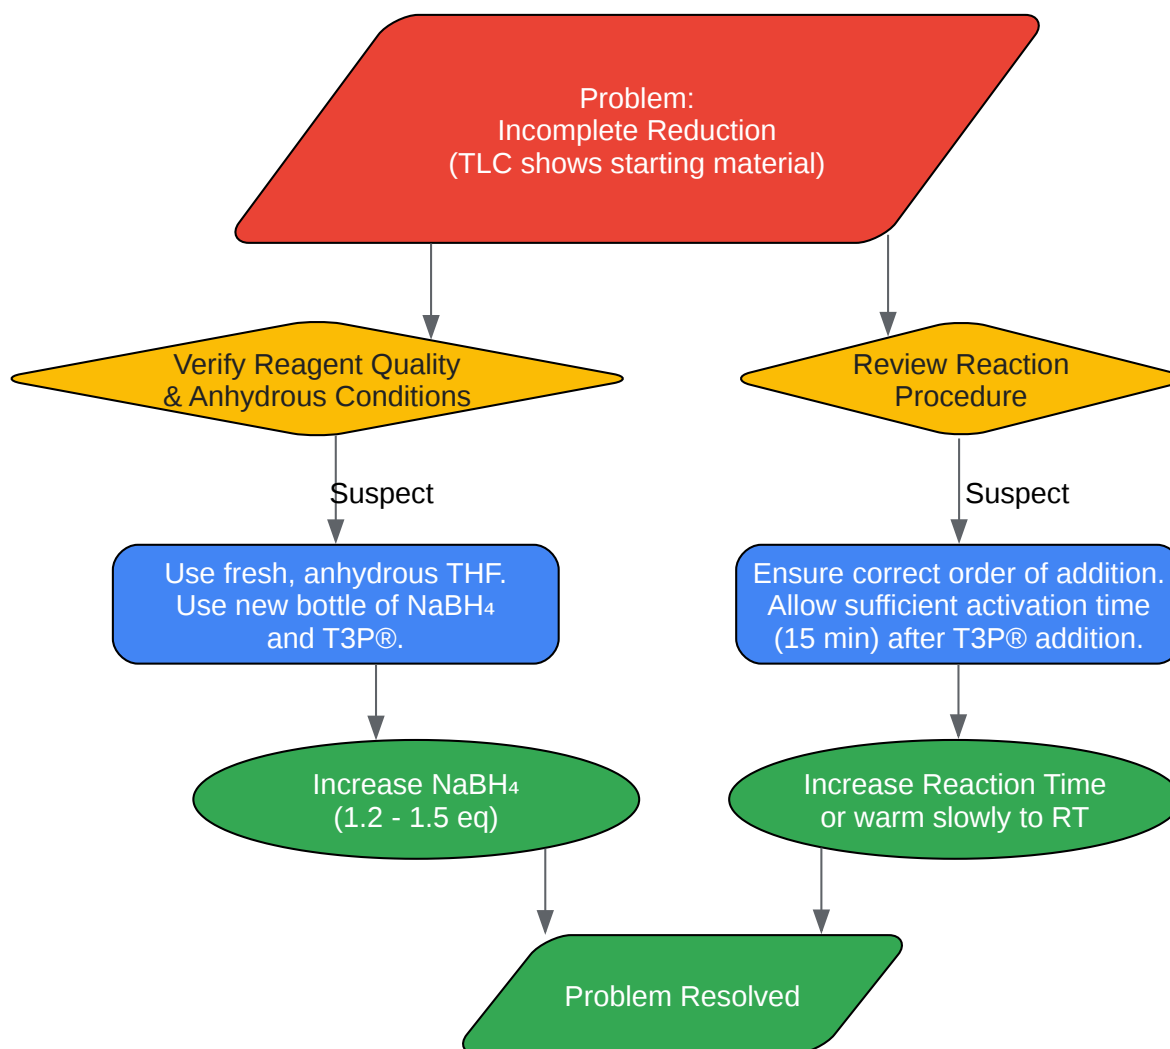 Problem:
Incomplete Reduction
(TLC shows starting material)
Verify Reagent Quality
& Anhydrous Conditions
Review Reaction
Procedure
Suspect
Suspect
Use fresh, anhydrous THF.
Use new bottle of NaBH₄
and T3P®.
Ensure correct order of addition.
Allow sufficient activation time
(15 min) after T3P® addition.
Increase NaBH₄
(1.2 - 1.5 eq)
Increase Reaction Time
or warm slowly to RT
Problem Resolved